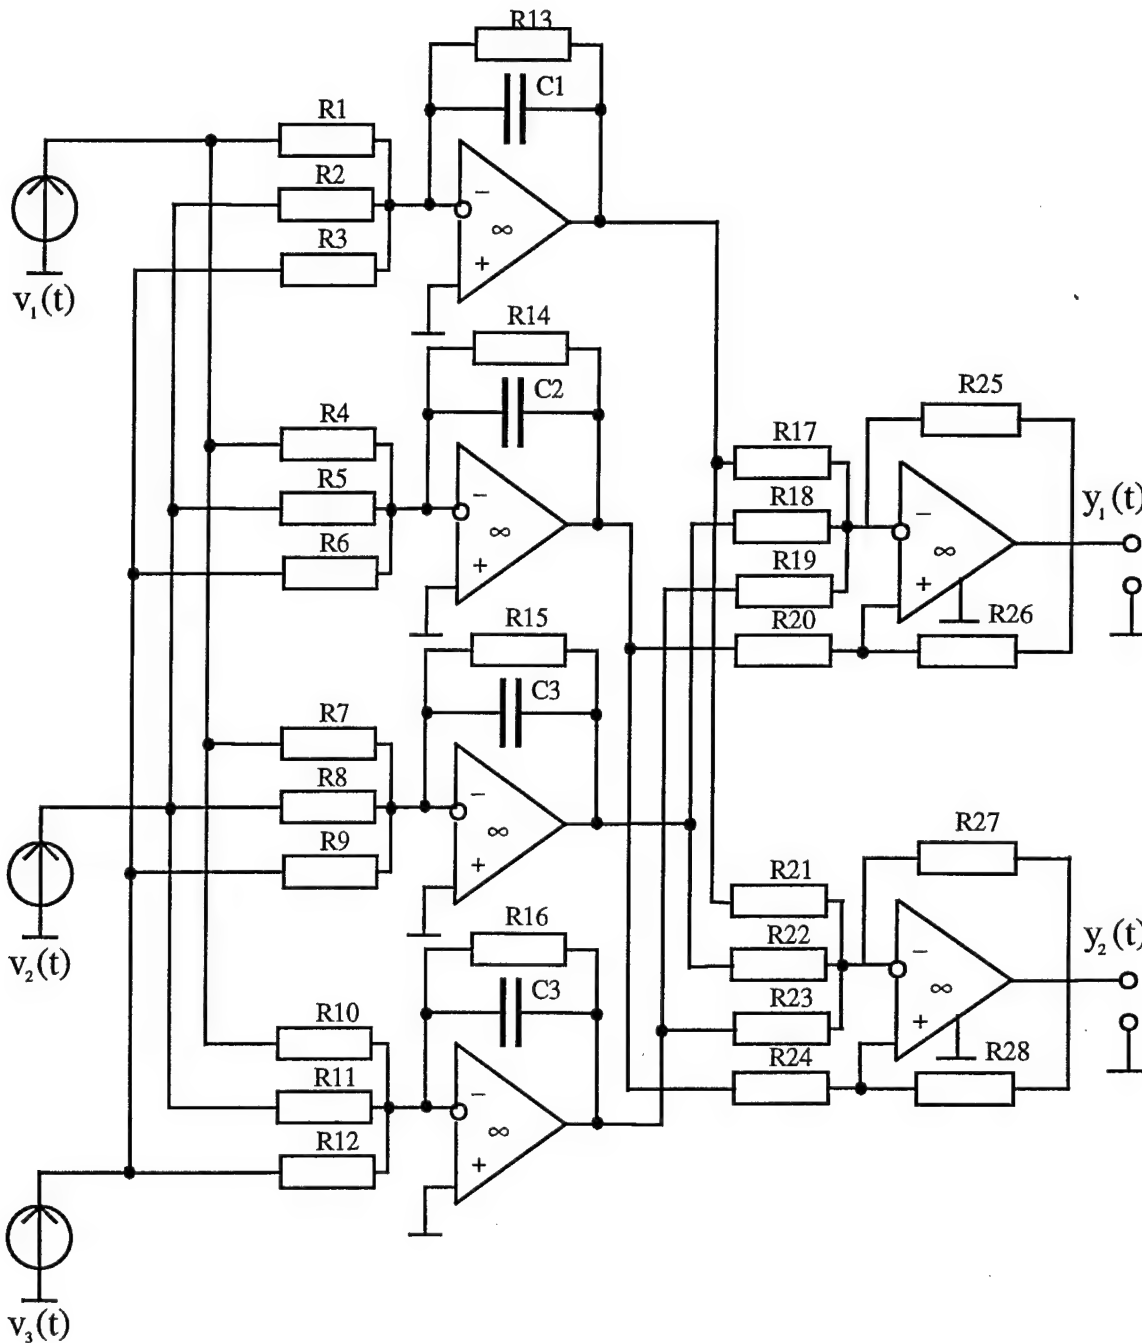 R13
C1
R1
R2
R3
− ∞ +
v₁(t)
R14
C2
R4
R5
R6
− ∞ +
R25
R17
R18
R19
R20
− ∞ +
R26
y₁(t)
R15
C3
R7
R8
R9
− ∞ +
v₂(t)
R27
R21
R22
R23
R24
− ∞ +
R28
y₂(t)
R16
C3
R10
R11
R12
− ∞ +
v₃(t)